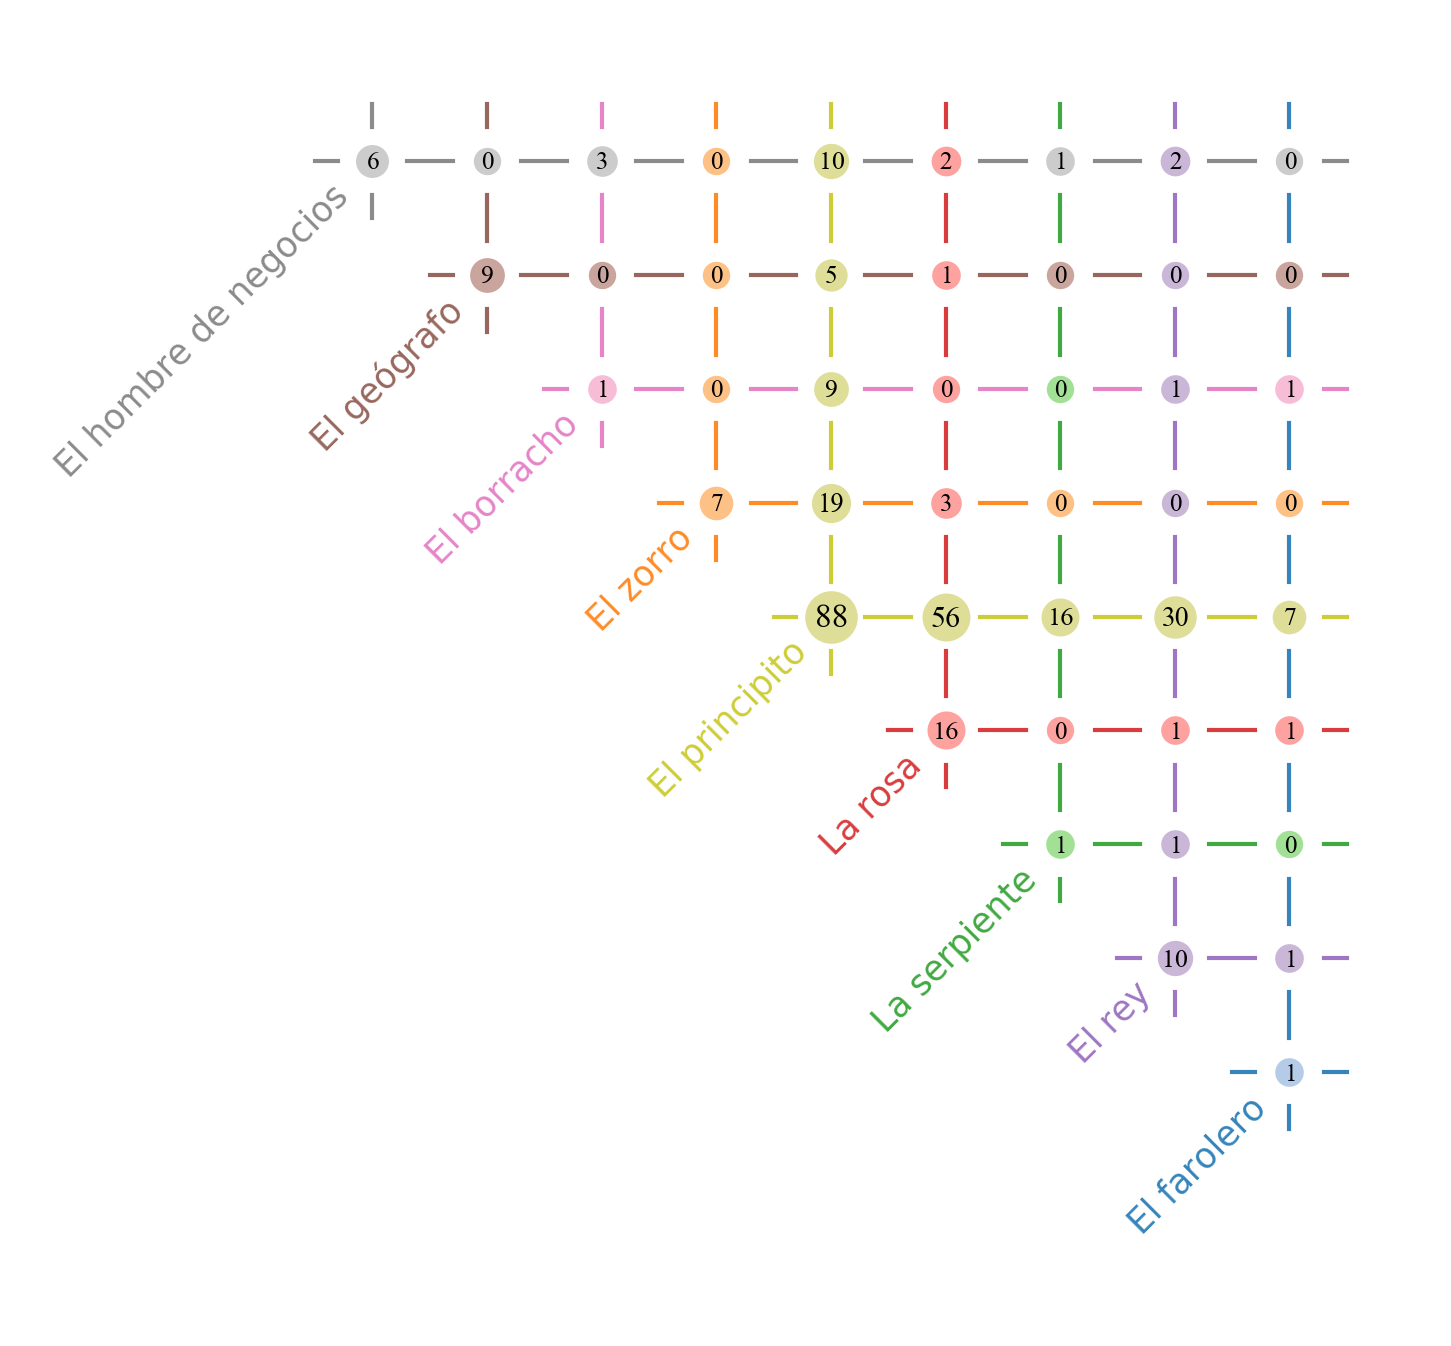 6 0 3 0 10 2 1 2 0
El hombre de negocios
9 0 0 5 1 0 0 0
El geógrafo
1 0 9 0 0 1 1
El borracho
7 19 3 0 0 0
El zorro
88 56 16 30 7
El principito
16 0 1 1
La rosa
1 1 0
La serpiente
10 1
El rey
1
El farolero